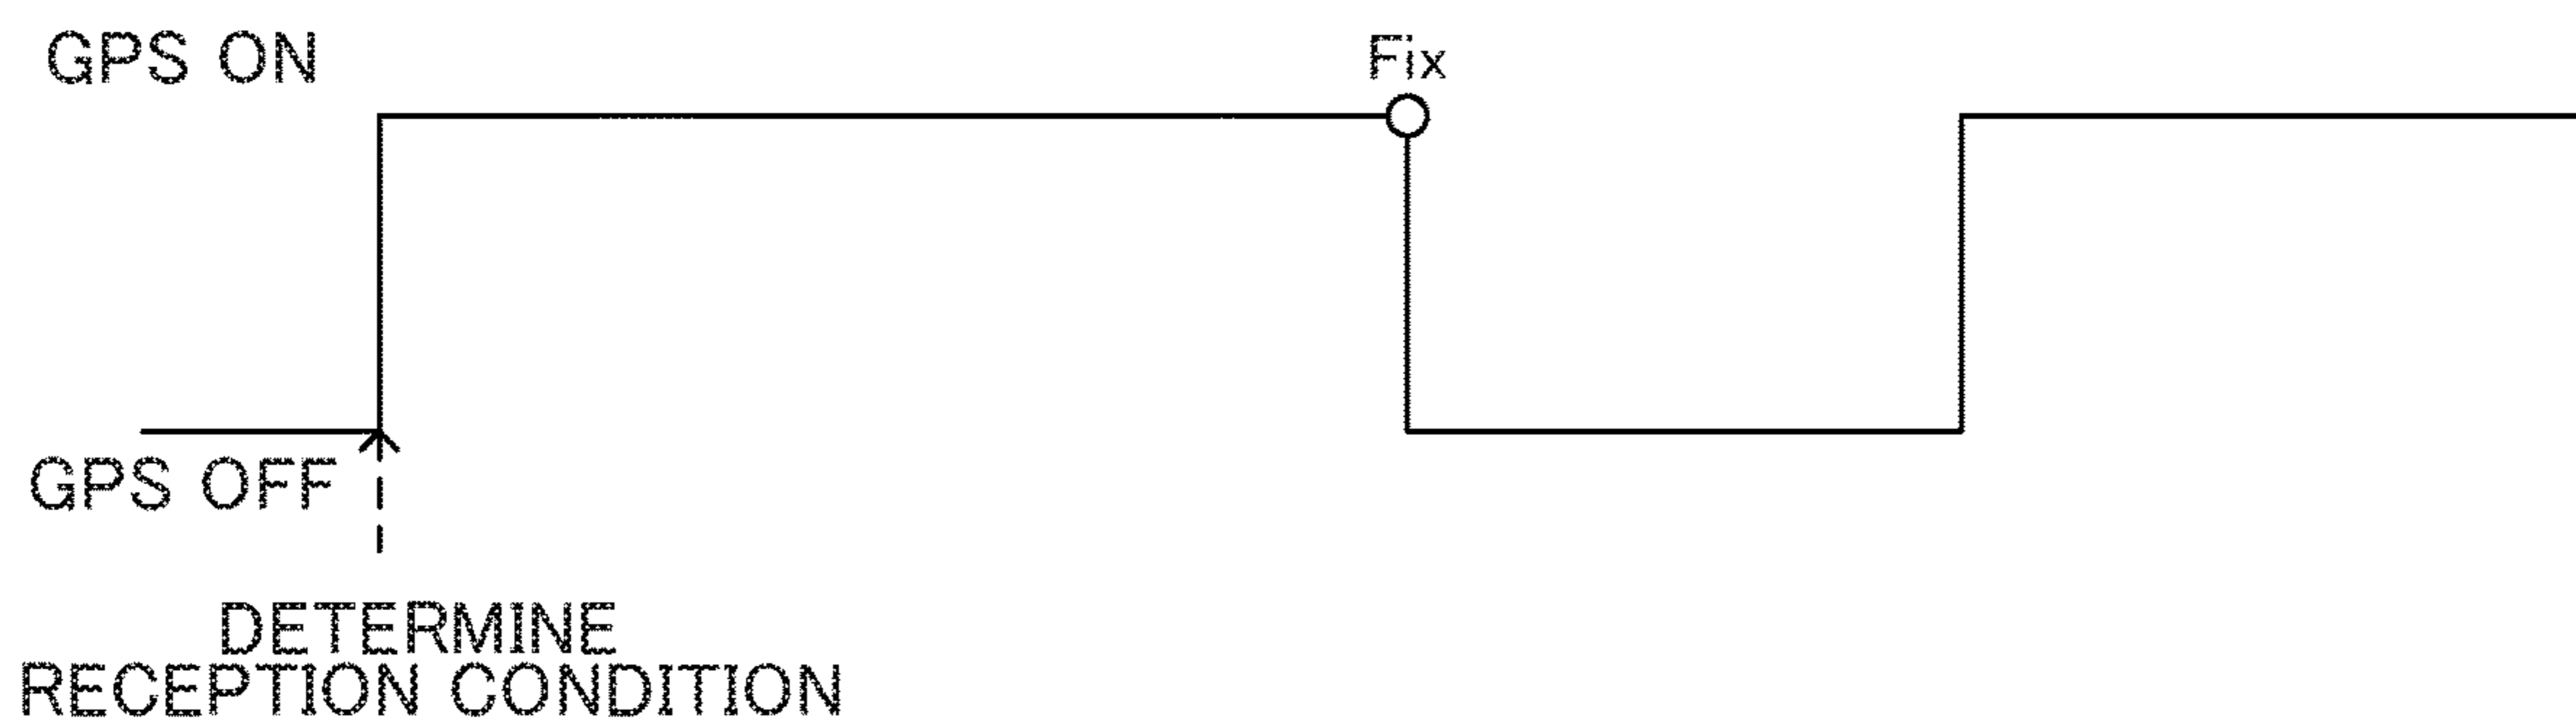 GPS ON
Fix
GPS OFF
DETERMINE
RECEPTION CONDITION